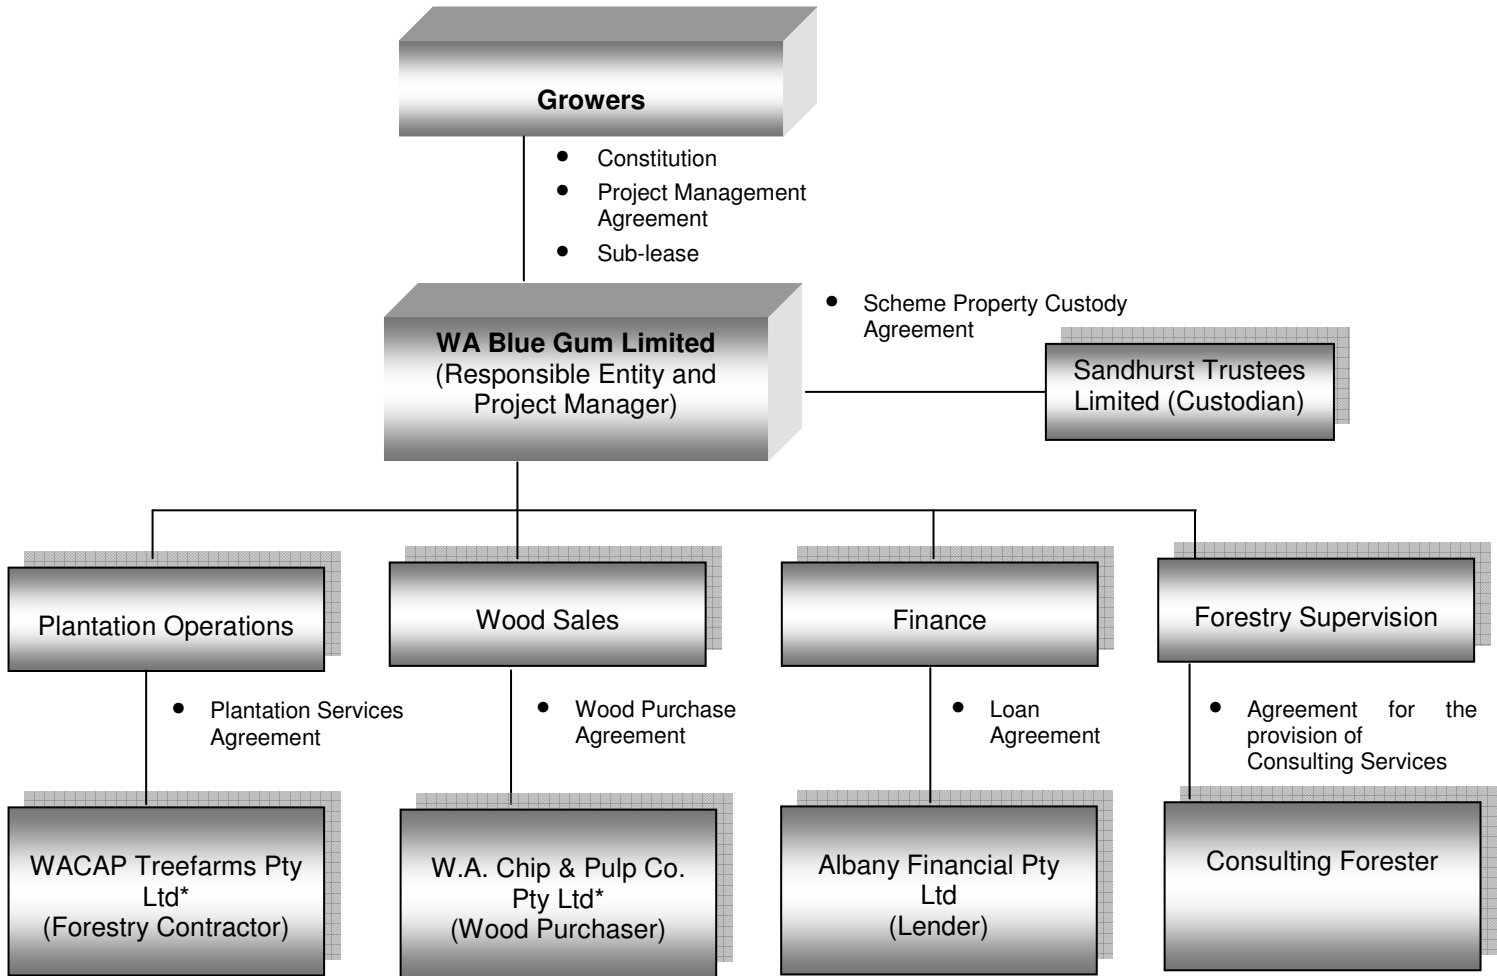 Growers
• Constitution
• Project Management
Agreement
• Sub-lease
WA Blue Gum Limited
(Responsible Entity and
Project Manager)
• Scheme Property Custody
Agreement
Sandhurst Trustees
Limited (Custodian)
Plantation Operations
Wood Sales
Finance
Forestry Supervision
• Plantation Services
Agreement
• Wood Purchase
Agreement
• Loan
Agreement
• Agreement for the
provision of
Consulting Services
WACAP Treefarms Pty
Ltd*
(Forestry Contractor)
W.A. Chip & Pulp Co.
Pty Ltd*
(Wood Purchaser)
Albany Financial Pty
Ltd
(Lender)
Consulting Forester